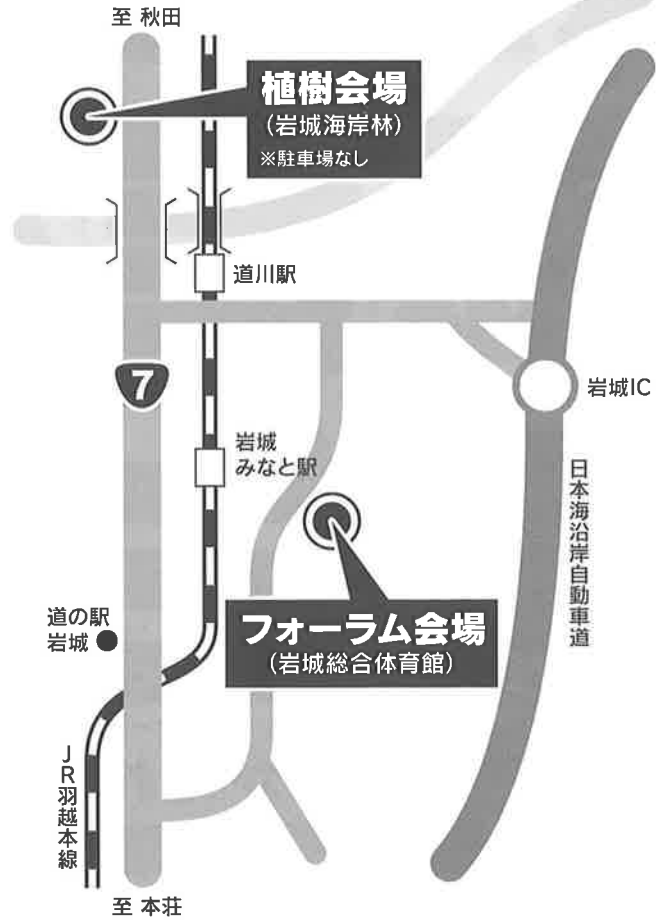 至 秋田
植樹会場
(岩城海岸林)
※駐車場なし
道川駅
7
岩城IC
岩城
みなと駅
日本海沿岸自動車道
道の駅
岩城
フォーラム会場
(岩城総合体育館)
JR羽越本線
至 本荘